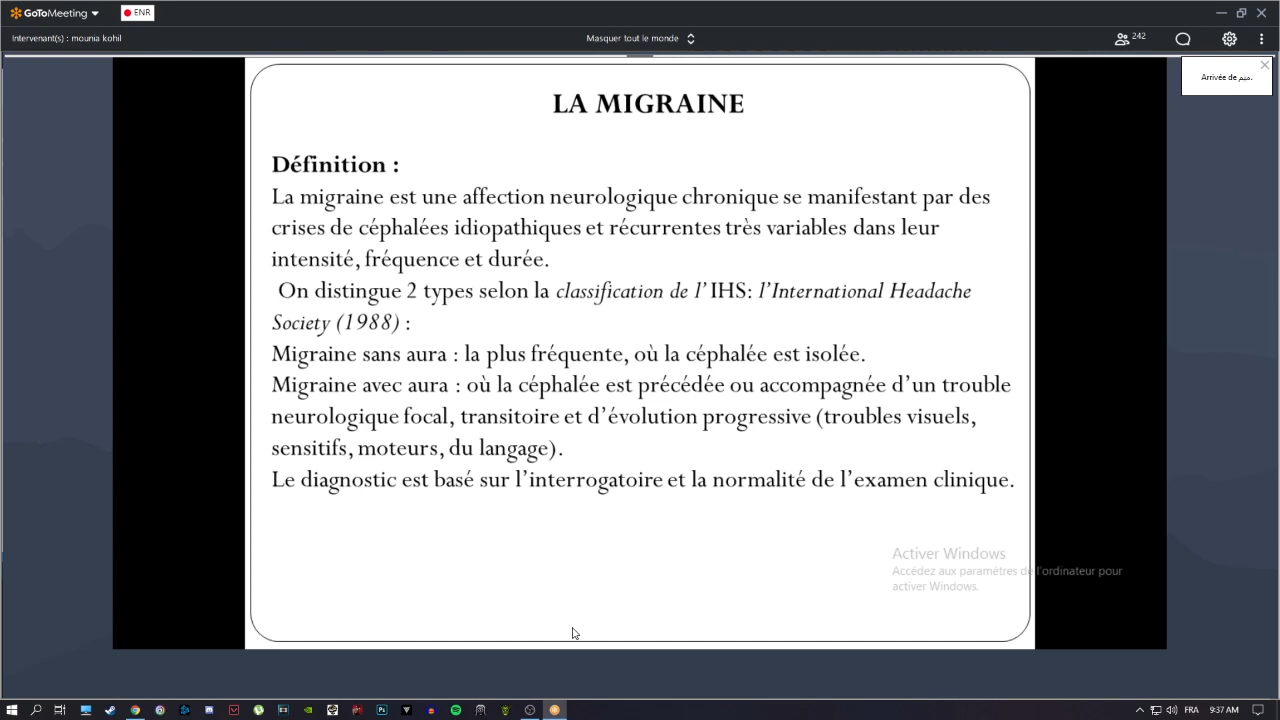 GoToMeeting
ENR
Intervenant(s) : mounia kohil
Masquer tout le monde
242
Arrivée de ميم.
LA MIGRAINE
Définition :
La migraine est une affection neurologique chronique se manifestant par des
crises de céphalées idiopathiques et récurrentes très variables dans leur
intensité, fréquence et durée.
On distingue 2 types selon la classification de l’ IHS: l’International Headache
Society (1988) :
Migraine sans aura : la plus fréquente, où la céphalée est isolée.
Migraine avec aura : où la céphalée est précédée ou accompagnée d’un trouble
neurologique focal, transitoire et d’évolution progressive (troubles visuels,
sensitifs, moteurs, du langage).
Le diagnostic est basé sur l’interrogatoire et la normalité de l’examen clinique.
Activer Windows
Accédez aux paramètres de l'ordinateur pour
activer Windows.
FRA
9:37 AM